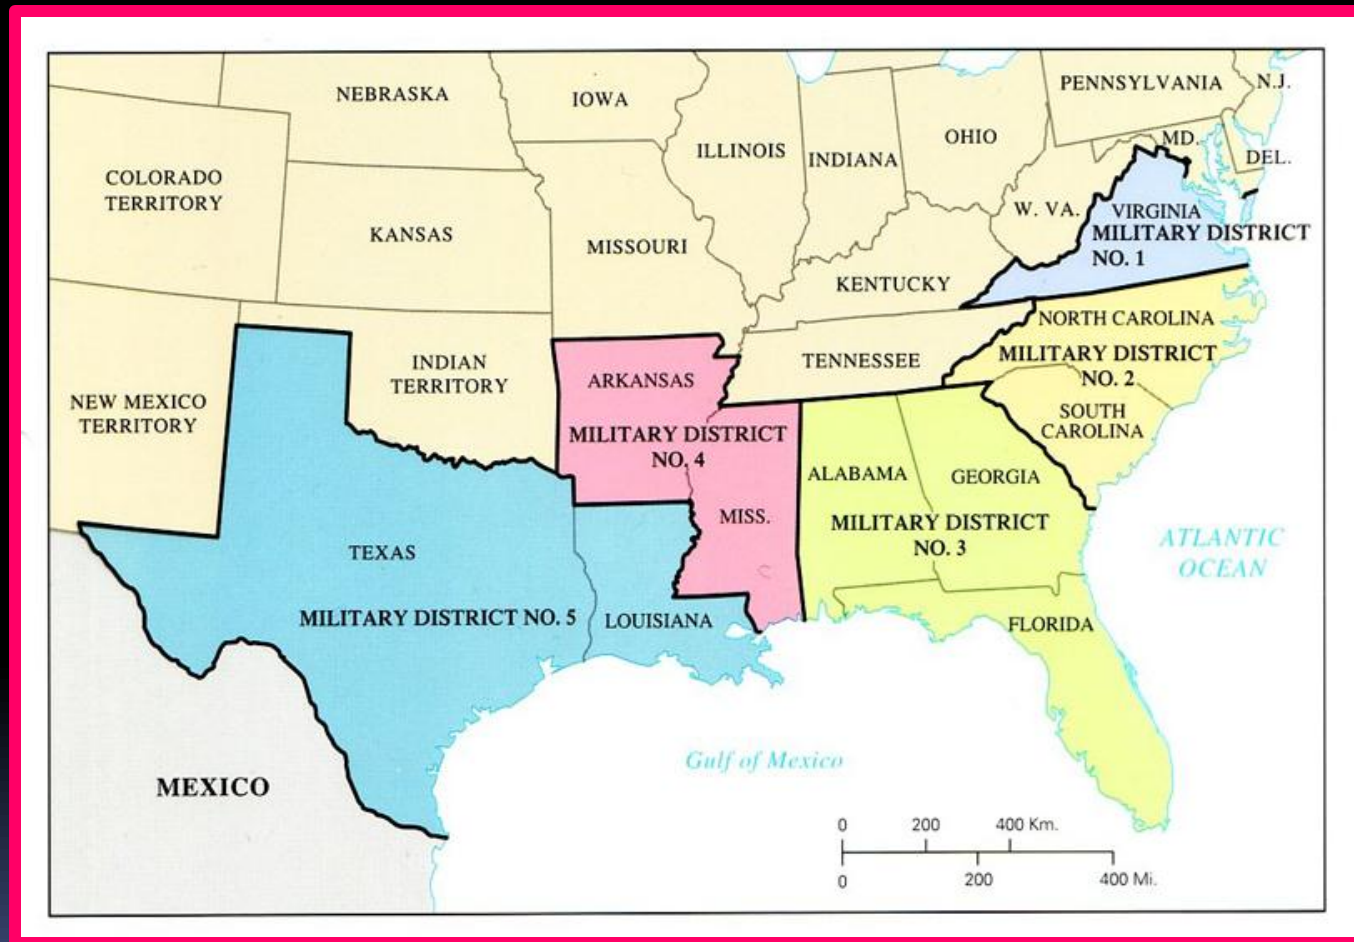 NEBRASKA
IOWA
PENNSYLVANIA
N.J.
ILLINOIS
INDIANA
OHIO
MD.
DEL.
COLORADO
TERRITORY
KANSAS
MISSOURI
W. VA.
VIRGINIA
MILITARY DISTRICT
NO. 1
KENTUCKY
NORTH CAROLINA
MILITARY DISTRICT
NO. 2
SOUTH
CAROLINA
TENNESSEE
INDIAN
TERRITORY
NEW MEXICO
TERRITORY
ARKANSAS
MILITARY DISTRICT
NO. 4
MISS.
ALABAMA
GEORGIA
MILITARY DISTRICT
NO. 3
FLORIDA
TEXAS
MILITARY DISTRICT NO. 5
LOUISIANA
ATLANTIC
OCEAN
Gulf of Mexico
MEXICO
0 200 400 Km.
0 200 400 Mi.